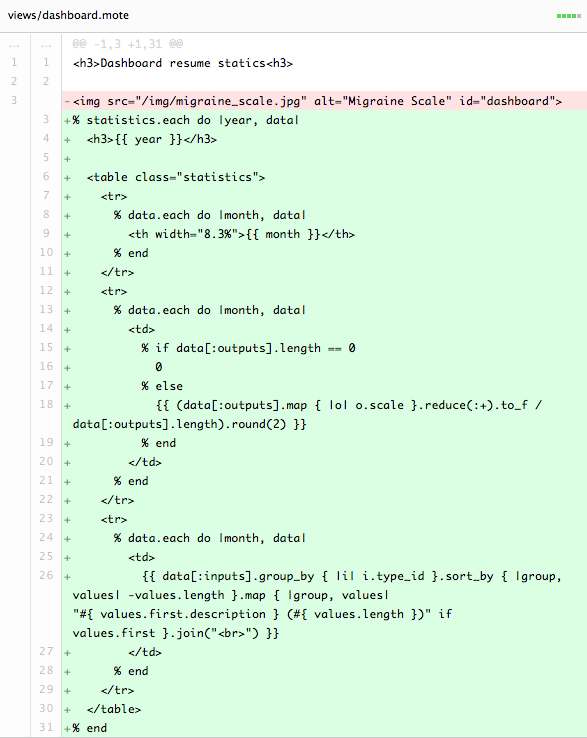 views/dashboard.mote
... ... @@ -1,3 +1,31 @@
1 1 <h3>Dashboard resume statics<h3>
2 2
3 -<img src="/img/migraine_scale.jpg" alt="Migraine Scale" id="dashboard">
3 +% statistics.each do |year, data|
4 + <h3>{{ year }}</h3>
5 +
6 + <table class="statistics">
7 + <tr>
8 + % data.each do |month, data|
9 + <th width="8.3%">{{ month }}</th>
10 + % end
11 + </tr>
12 + <tr>
13 + % data.each do |month, data|
14 + <td>
15 + % if data[:outputs].length == 0
16 + 0
17 + % else
18 + {{ (data[:outputs].map { |o| o.scale }.reduce(:+).to_f /
data[:outputs].length).round(2) }}
19 + % end
20 + </td>
21 + % end
22 + </tr>
23 + <tr>
24 + % data.each do |month, data|
25 + <td>
26 + {{ data[:inputs].group_by { |i| i.type_id }.sort_by { |group,
values| -values.length }.map { |group, values|
"#{ values.first.description } (#{ values.length })" if
values.first }.join("<br>") }}
27 + </td>
28 + % end
29 + </tr>
30 + </table>
31 +% end